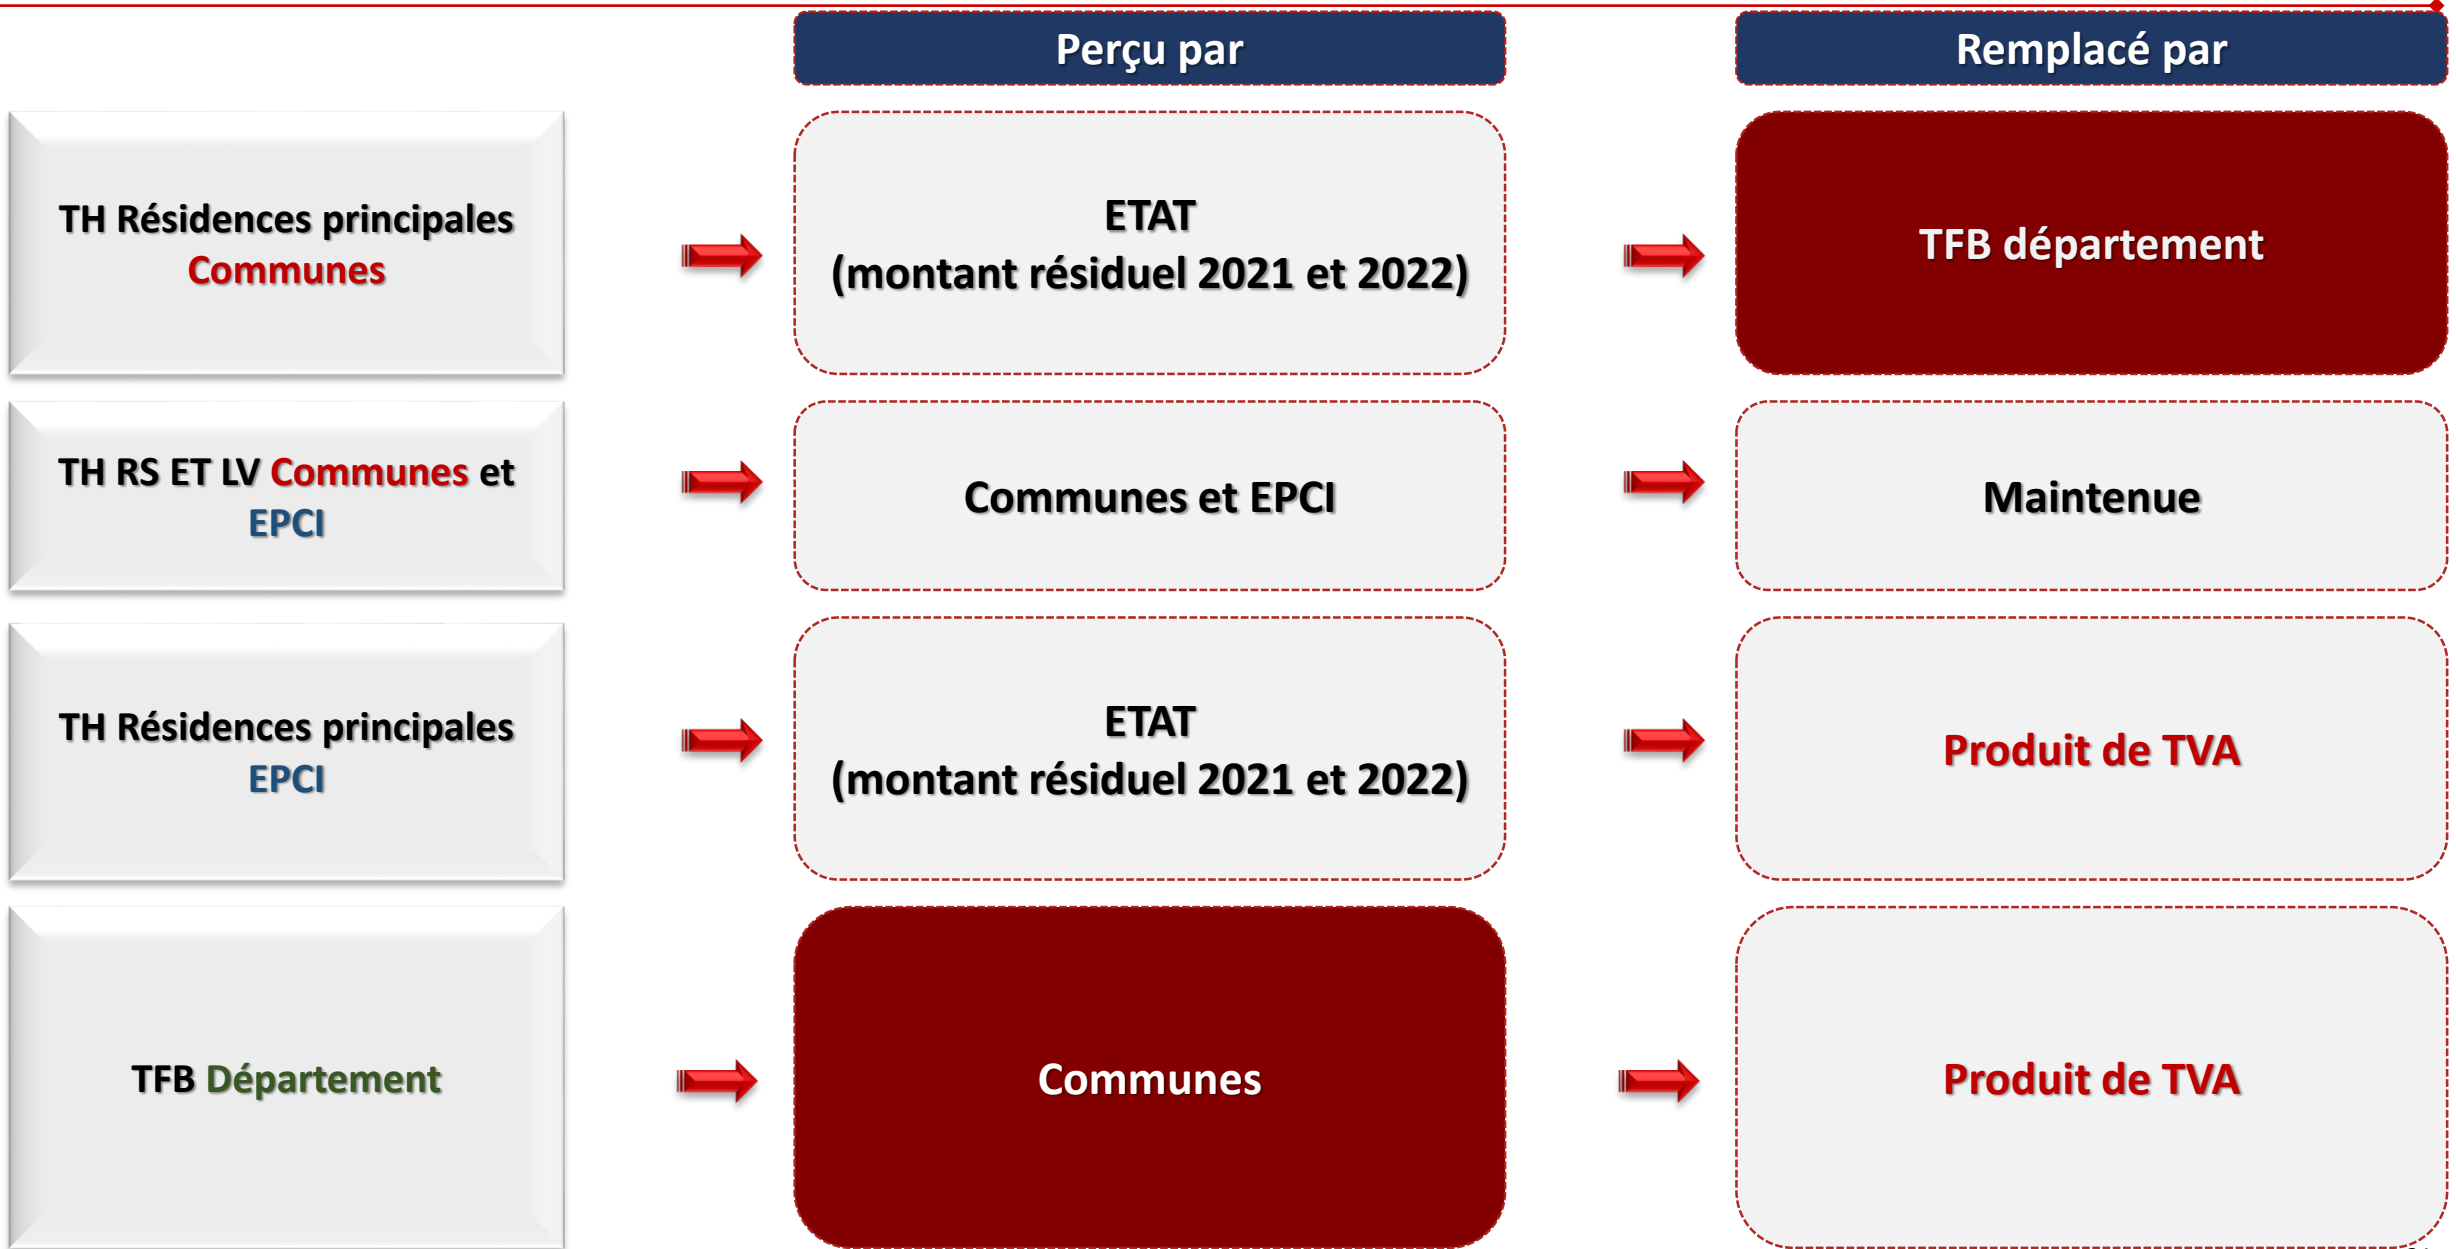 Perçu par
Remplacé par
TH Résidences principales
Communes
ETAT
(montant résiduel 2021 et 2022)
TFB département
TH RS ET LV Communes et
EPCI
Communes et EPCI
Maintenue
TH Résidences principales
EPCI
ETAT
(montant résiduel 2021 et 2022)
Produit de TVA
TFB Département
Communes
Produit de TVA